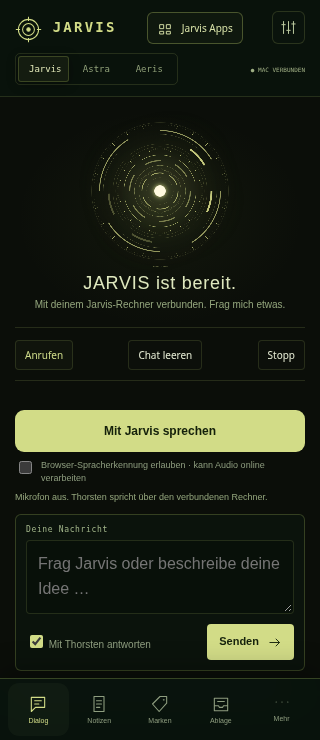 JARVIS
Jarvis Apps
Jarvis Astra Aeris
MAC VERBUNDEN
JARVIS ist bereit.
Mit deinem Jarvis-Rechner verbunden. Frag mich etwas.
Anrufen Chat leeren Stopp
Mit Jarvis sprechen
Browser-Spracherkennung erlauben · kann Audio online
verarbeiten
Mikrofon aus. Thorsten spricht über den verbundenen Rechner.
Deine Nachricht
Frag Jarvis oder beschreibe deine
Idee …
Mit Thorsten antworten
Senden →
Dialog Notizen Marken Ablage Mehr